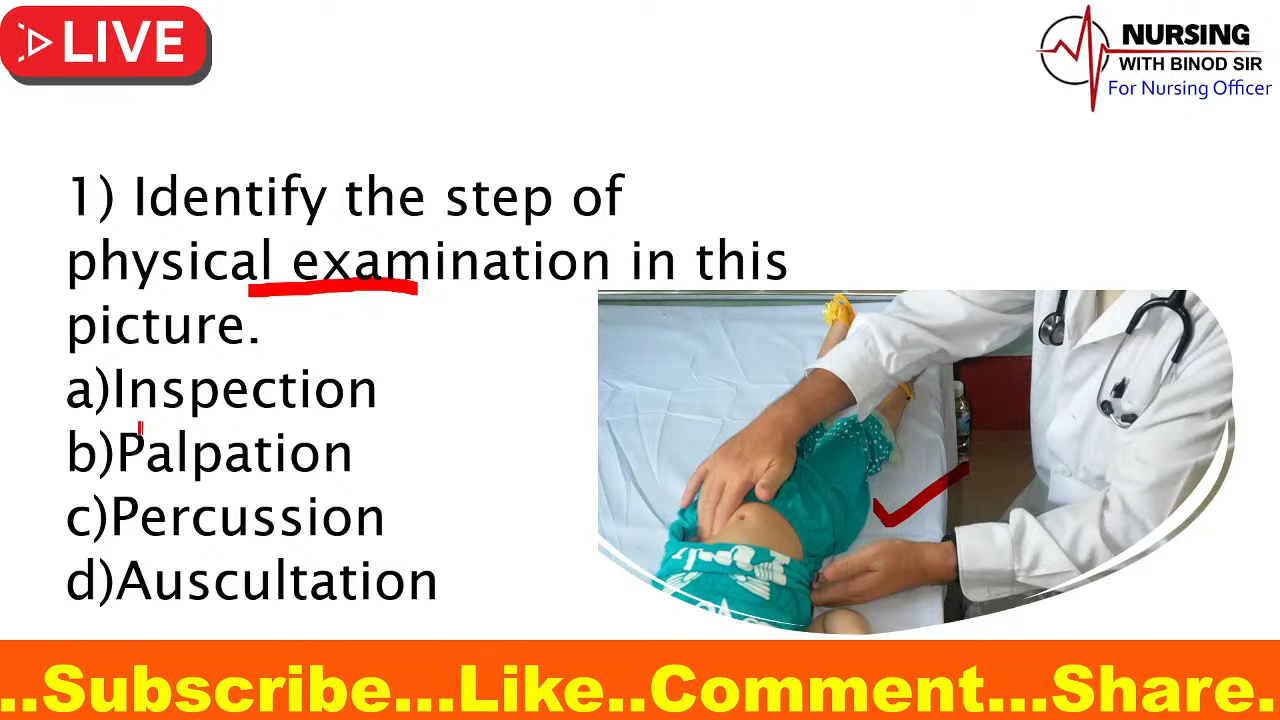 LIVE
NURSING
WITH BINOD SIR
For Nursing Officer
1) Identify the step of
physical examination in this
picture.
a)Inspection
b)Palpation
c)Percussion
d)Auscultation
..Subscribe...Like..Comment...Share.